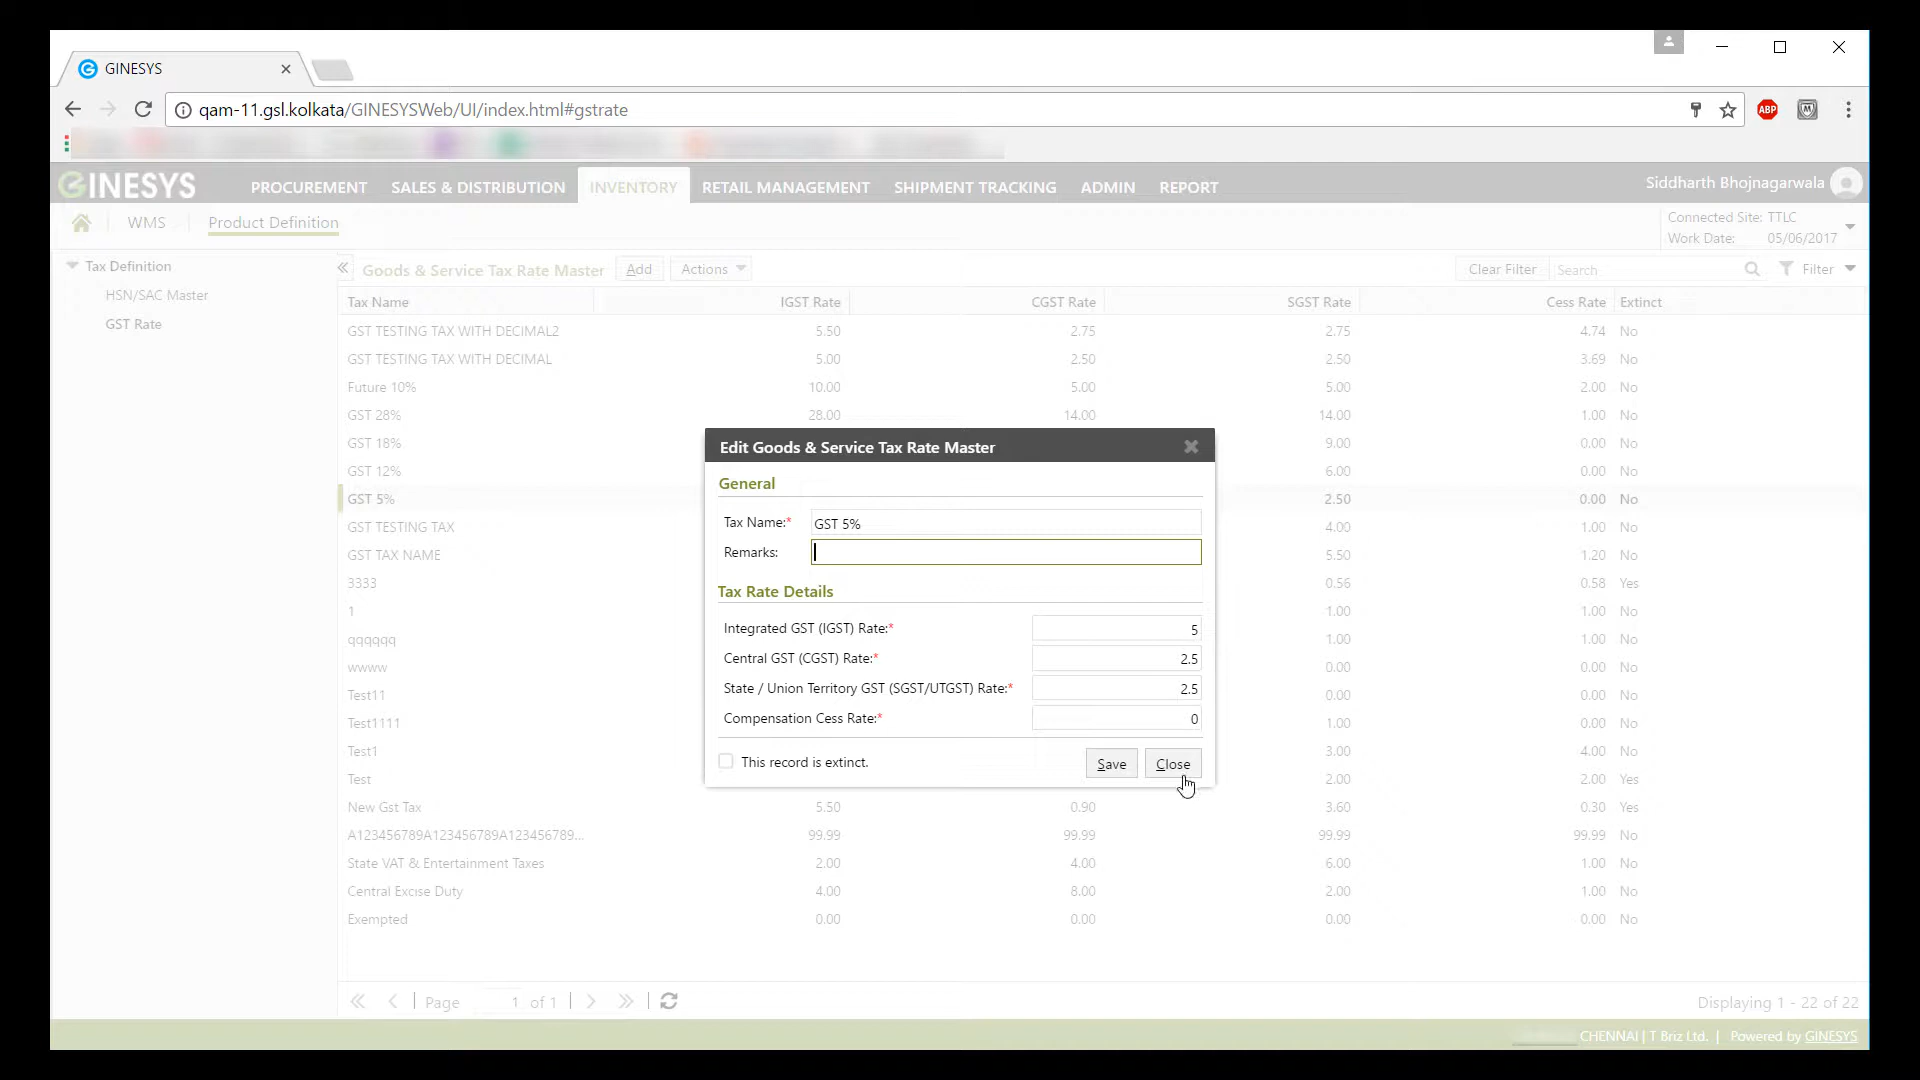 GINESYS
qam-11.gsl.kolkata/GINESYSWeb/UI/index.html#gstrate
ABP
GINESYS PROCUREMENT SALES & DISTRIBUTION INVENTORY RETAIL MANAGEMENT SHIPMENT TRACKING ADMIN REPORT Siddharth Bhojnagarwala
WMS Product Definition Connected Site: TTLC
Work Date: 05/06/2017
Tax Definition
HSN/SAC Master
GST Rate
Goods & Service Tax Rate Master Add Actions Clear Filter Search Filter
Tax Name IGST Rate CGST Rate SGST Rate Cess Rate Extinct
GST TESTING TAX WITH DECIMAL2 5.50 2.75 2.75 4.74 No
GST TESTING TAX WITH DECIMAL 5.00 2.50 2.50 3.69 No
Future 10% 10.00 5.00 5.00 2.00 No
GST 28% 28.00 14.00 14.00 1.00 No
GST 18% 9.00 0.00 No
GST 12% 6.00 0.00 No
GST 5% 2.50 0.00 No
GST TESTING TAX 4.00 1.00 No
GST TAX NAME 5.50 1.20 No
3333 0.56 0.58 Yes
1 1.00 1.00 No
qqqqqq 1.00 1.00 No
wwww 0.00 0.00 No
Test11 0.00 0.00 No
Test1111 1.00 0.00 No
Test1 3.00 4.00 No
Test 2.00 2.00 Yes
New Gst Tax 5.50 0.90 3.60 0.30 Yes
A123456789A123456789A123456789... 99.99 99.99 99.99 99.99 No
State VAT & Entertainment Taxes 2.00 4.00 6.00 1.00 No
Central Excise Duty 4.00 8.00 2.00 1.00 No
Exempted 0.00 0.00 0.00 0.00 No
Edit Goods & Service Tax Rate Master
General
Tax Name:* GST 5%
Remarks:
Tax Rate Details
Integrated GST (IGST) Rate:* 5
Central GST (CGST) Rate:* 2.5
State / Union Territory GST (SGST/UTGST) Rate:* 2.5
Compensation Cess Rate:* 0
This record is extinct. Save Close
Page 1 of 1 Displaying 1 - 22 of 22
CHENNAI | T Briz Ltd. | Powered by GINESYS